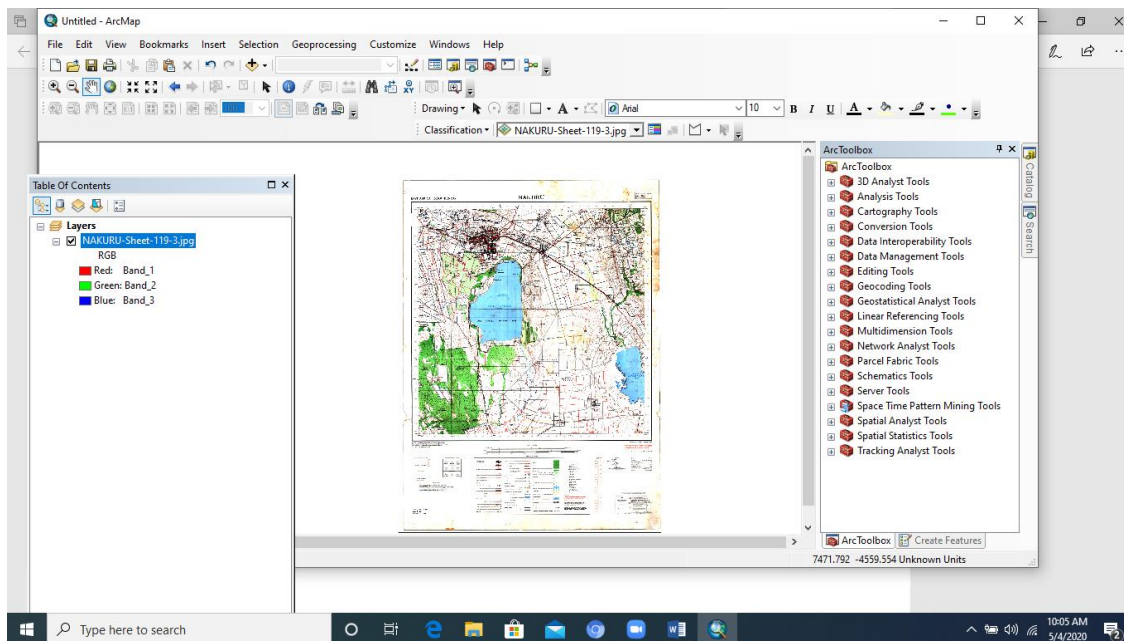 Untitled - ArcMap
File Edit View Bookmarks Insert Selection Geoprocessing Customize Windows Help
Drawing A Arial 10 B I U A
Classification NAKURU-Sheet-119-3.jpg
Table Of Contents
Layers
NAKURU-Sheet-119-3.jpg
RGB
Red: Band_1
Green: Band_2
Blue: Band_3
ArcToolbox
ArcToolbox
3D Analyst Tools
Analysis Tools
Cartography Tools
Conversion Tools
Data Interoperability Tools
Data Management Tools
Editing Tools
Geocoding Tools
Geostatistical Analyst Tools
Linear Referencing Tools
Multidimension Tools
Network Analyst Tools
Parcel Fabric Tools
Schematics Tools
Server Tools
Space Time Pattern Mining Tools
Spatial Analyst Tools
Spatial Statistics Tools
Tracking Analyst Tools
Catalog
Search
ArcToolbox Create Features
7471.792 -4559.554 Unknown Units
Type here to search
10:05 AM
5/4/2020